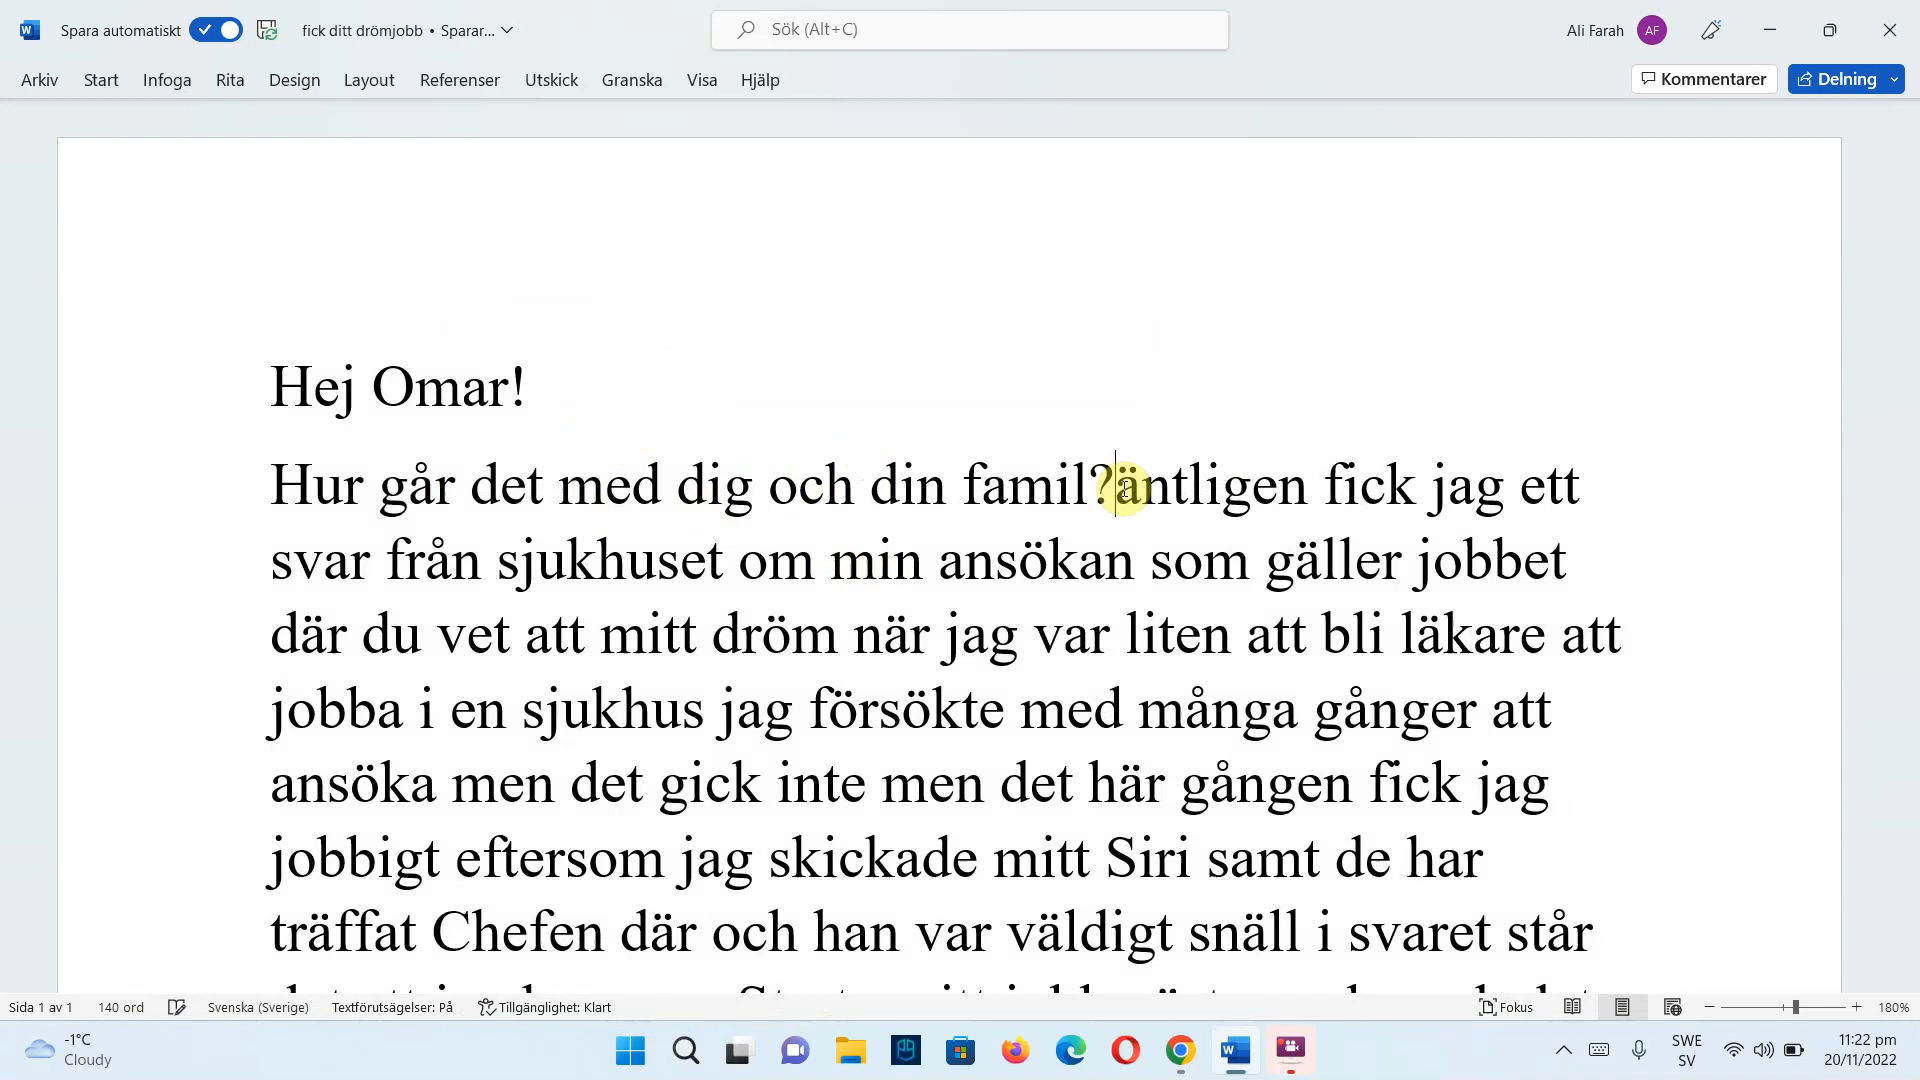 Spara automatiskt fick ditt drömjobb • Sparar... Sök (Alt+C) Ali Farah AF
Arkiv Start Infoga Rita Design Layout Referenser Utskick Granska Visa Hjälp Kommentarer Delning
Hej Omar!
Hur går det med dig och din famil?äntligen fick jag ett
svar från sjukhuset om min ansökan som gäller jobbet
där du vet att mitt dröm när jag var liten att bli läkare att
jobba i en sjukhus jag försökte med många gånger att
ansöka men det gick inte men det här gången fick jag
jobbigt eftersom jag skickade mitt Siri samt de har
träffat Chefen där och han var väldigt snäll i svaret står
Sida 1 av 1 140 ord Svenska (Sverige) Textförutsägelser: På Tillgänglighet: Klart Fokus 180%
-1°C
Cloudy
SWE
SV
11:22 pm
20/11/2022